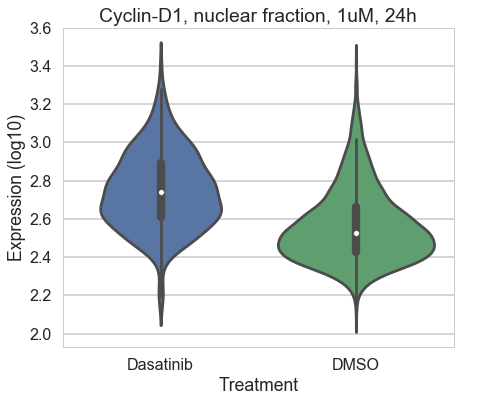 Cyclin-D1, nuclear fraction, 1uM, 24h
3.6
3.4
3.2
3.0
2.8
2.6
2.4
2.2
2.0
Expression (log10)
Dasatinib DMSO
Treatment